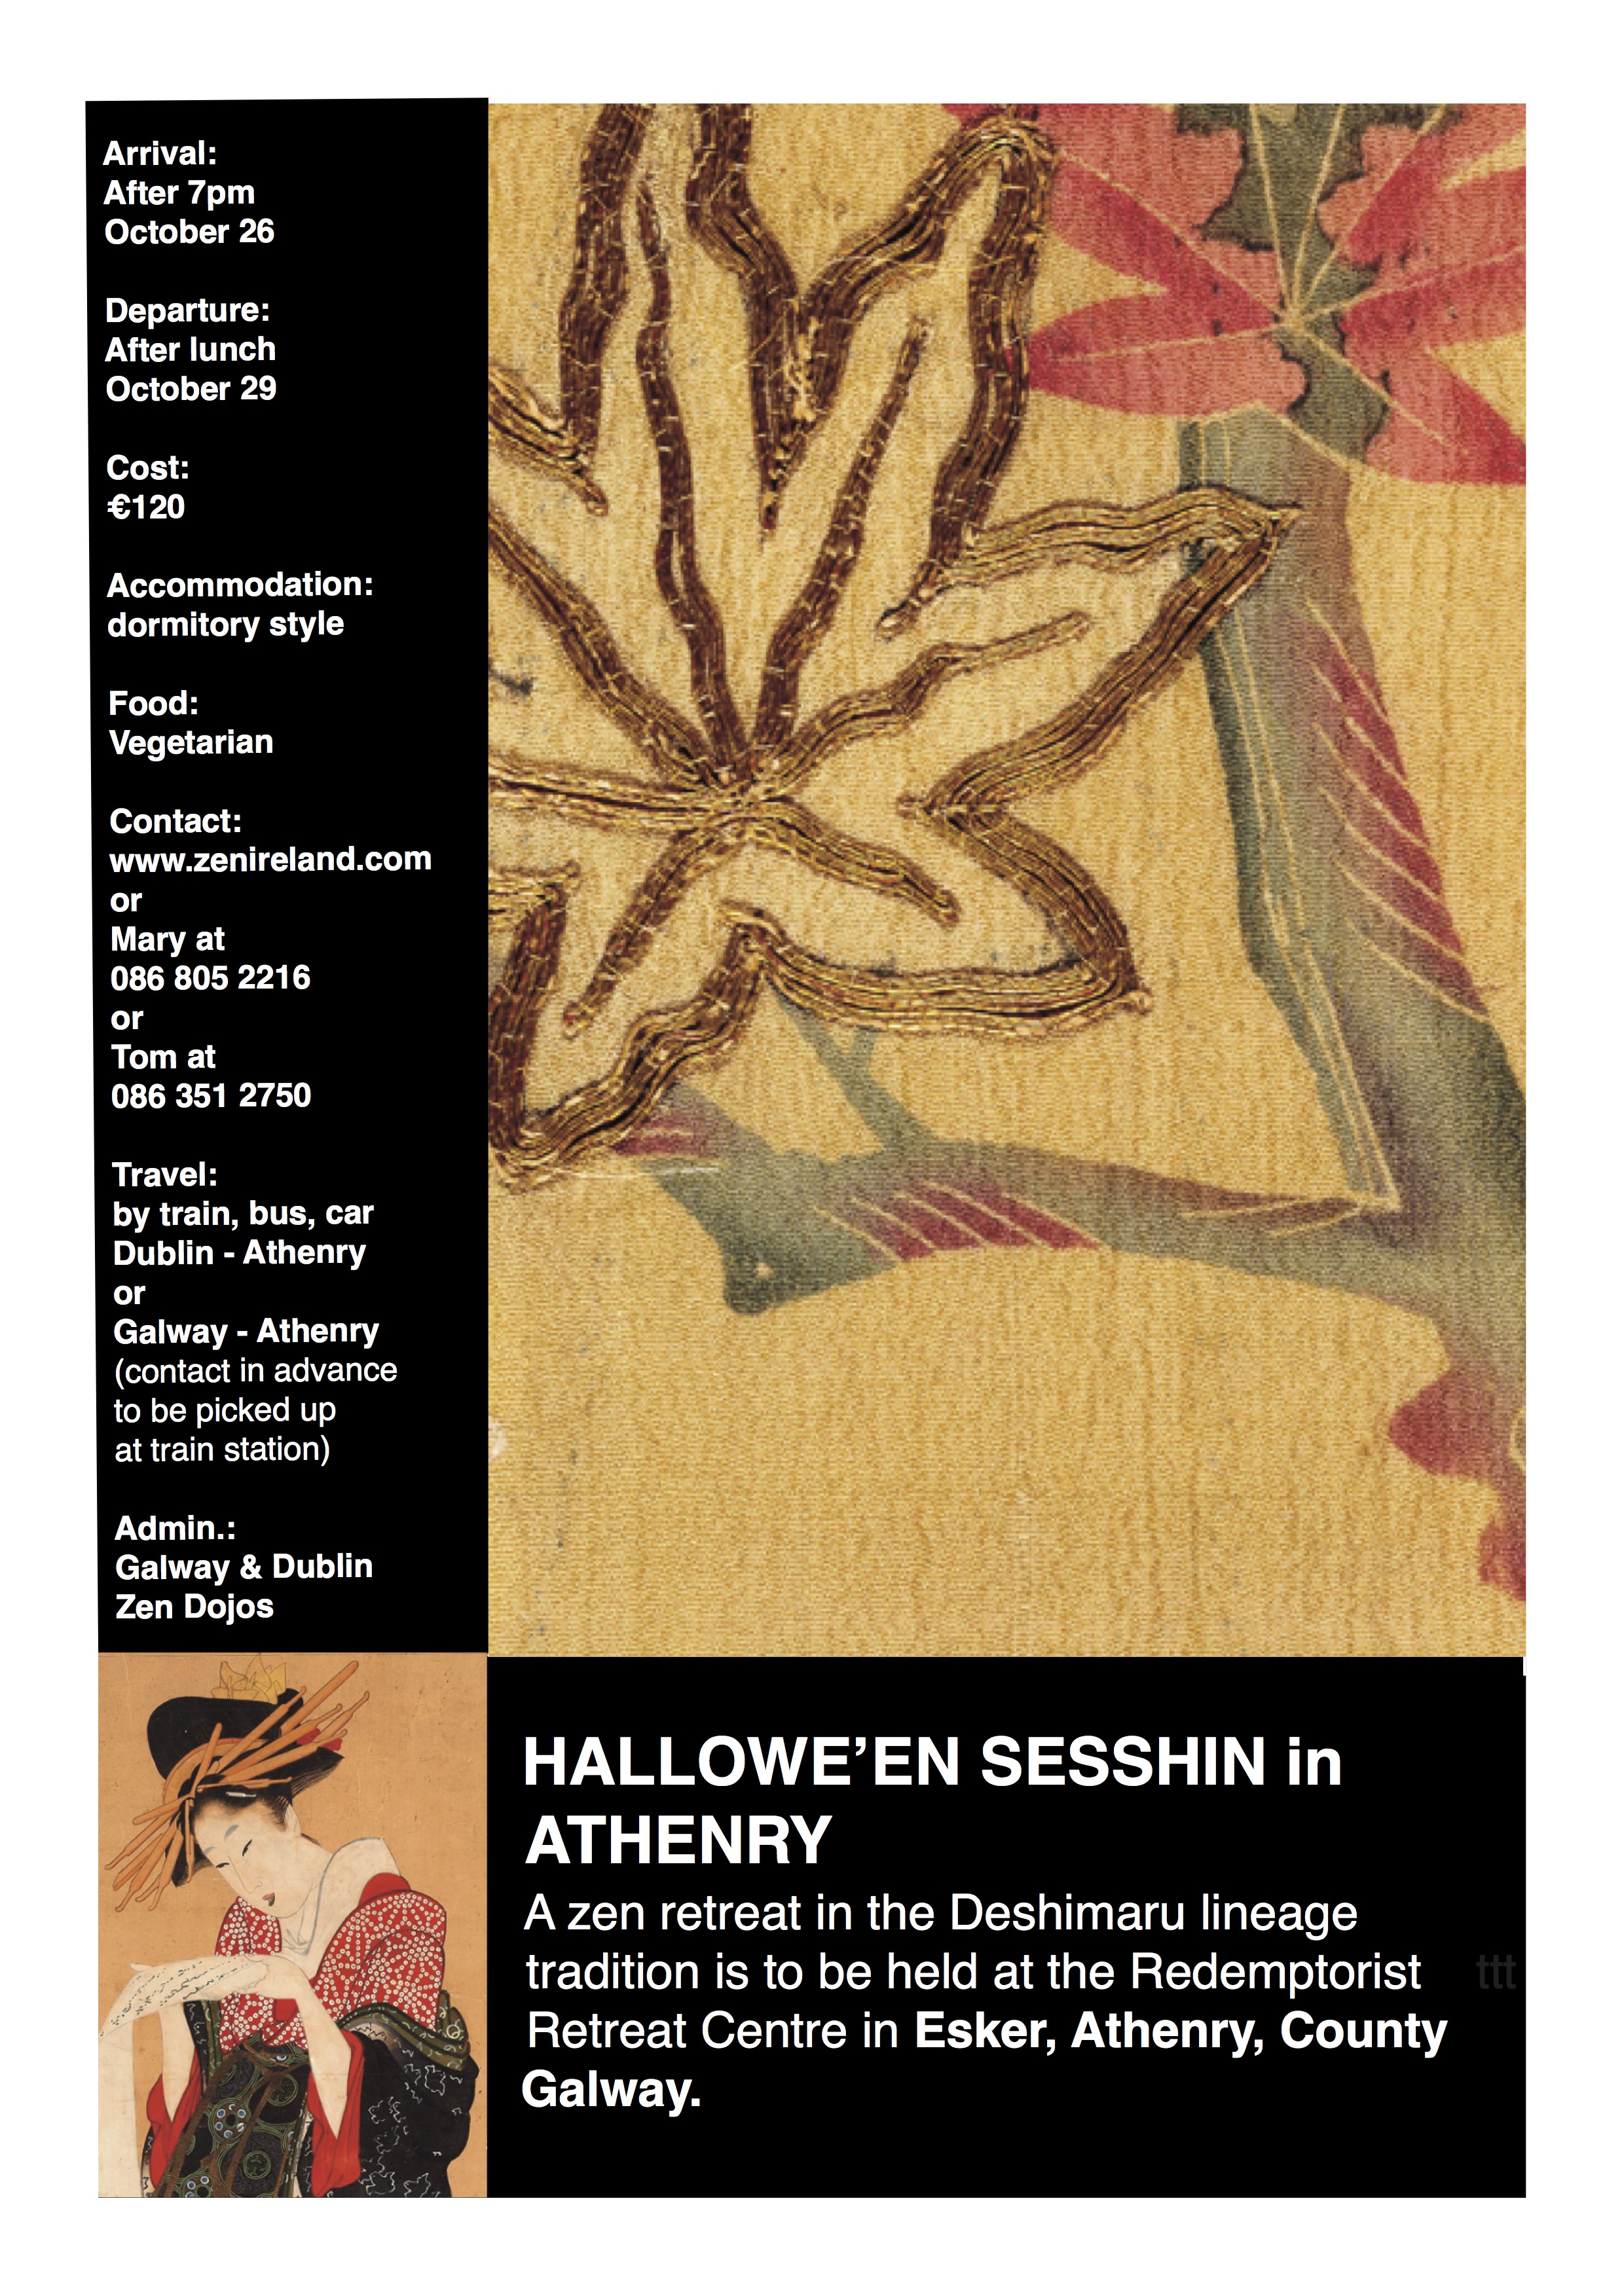 Arrival:
After 7pm
October 26
Departure:
After lunch
October 29
Cost:
€120
Accommodation:
dormitory style
Food:
Vegetarian
Contact:
www.zenireland.com
or
Mary at
086 805 2216
or
Tom at
086 351 2750
Travel:
by train, bus, car
Dublin - Athenry
or
Galway - Athenry
(contact in advance
to be picked up
at train station)
Admin.:
Galway & Dublin
Zen Dojos
HALLOWE’EN SESSHIN in
ATHENRY
A zen retreat in the Deshimaru lineage
tradition is to be held at the Redemptorist ttt
Retreat Centre in Esker, Athenry, County
Galway.